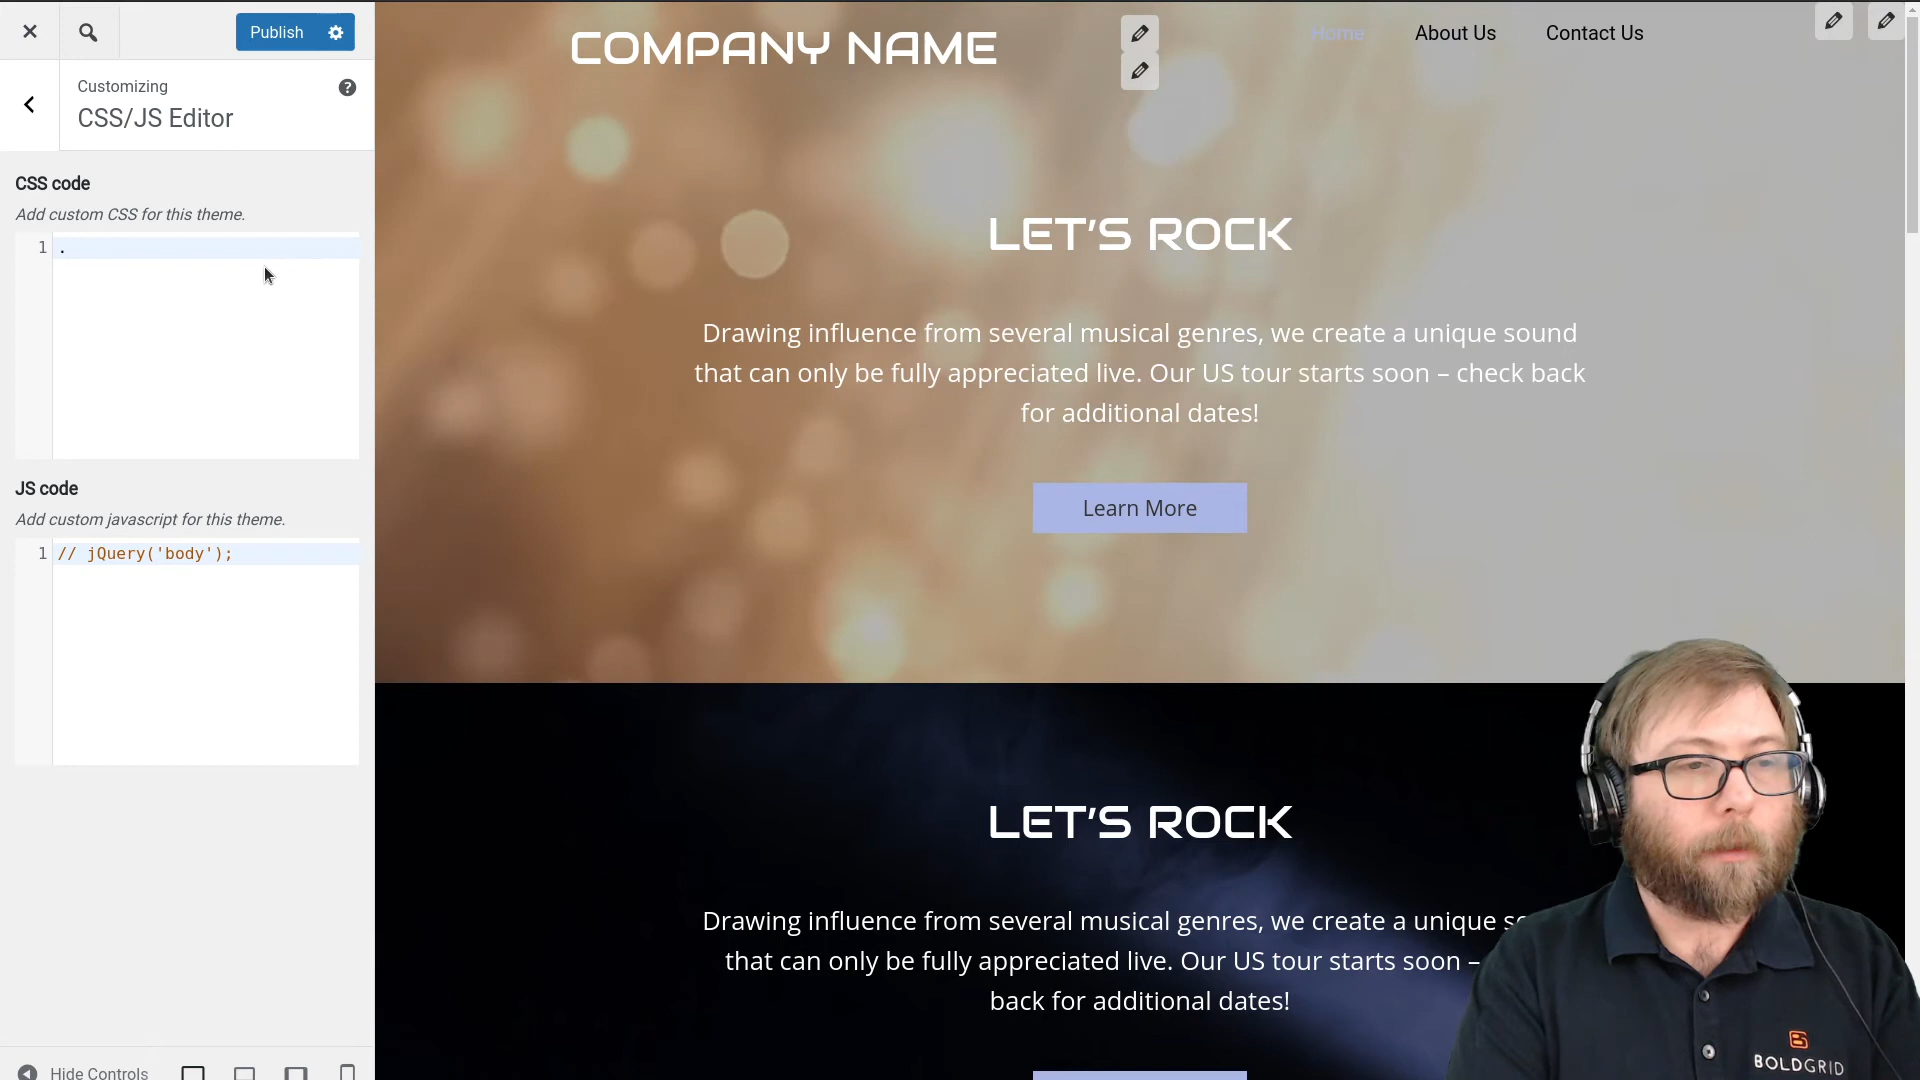 Publish
Customizing
CSS/JS Editor
CSS code
Add custom CSS for this theme.
1 .
JS code
Add custom javascript for this theme.
1 // jQuery('body');
Hide Controls
COMPANY NAME
Home About Us Contact Us
LET'S ROCK
Drawing influence from several musical genres, we create a unique sound
that can only be fully appreciated live. Our US tour starts soon – check back
for additional dates!
Learn More
LET'S ROCK
Drawing influence from several musical genres, we create a unique
that can only be fully appreciated live. Our US tour starts soon –
back for additional dates!
BOLDGRID